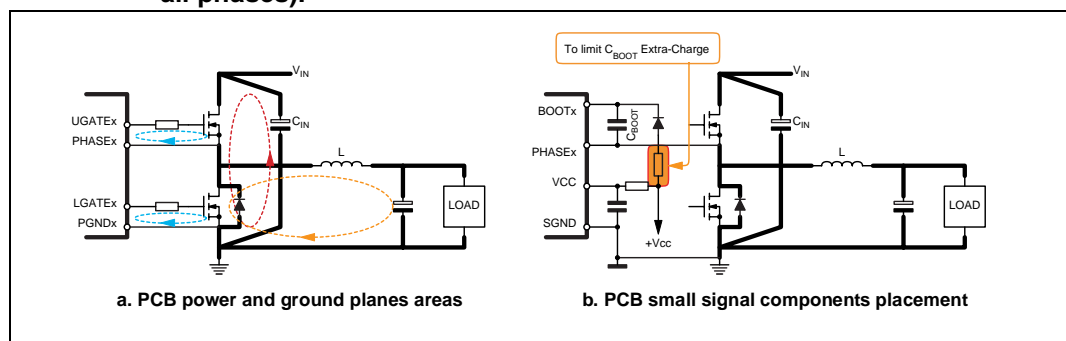 all phases).
To limit CBOOT Extra-Charge
VIN
UGATEx
PHASEx
CIN
L
LGATEx
PGNDx
LOAD
a. PCB power and ground planes areas
VIN
BOOTx
CBOOT
CIN
PHASEx
L
VCC
SGND
+Vcc
LOAD
b. PCB small signal components placement